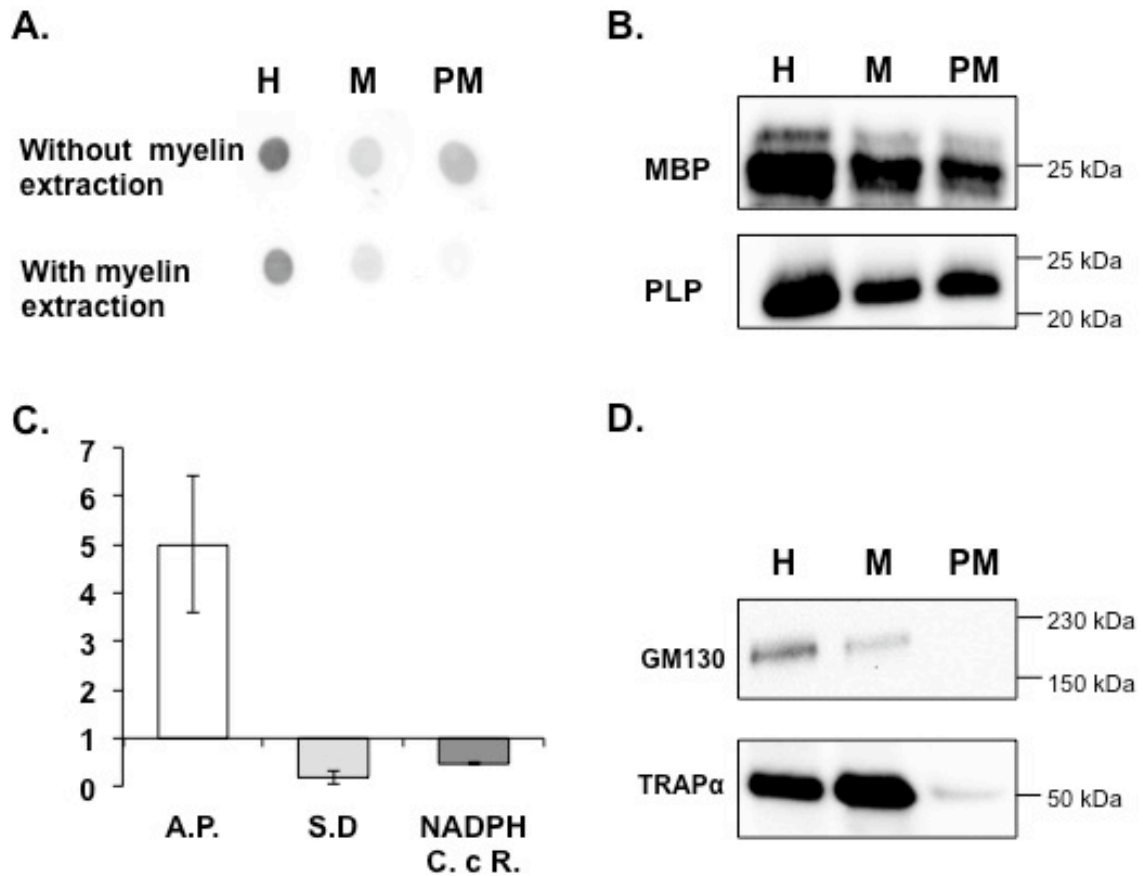 A.
H M PM
Without myelin
extraction
With myelin
extraction
B.
H M PM
MBP
25 kDa
PLP
25 kDa
20 kDa
C.
7
6
5
4
3
2
1
0
A.P. S.D NADPH
C. c R.
D.
H M PM
GM130
230 kDa
150 kDa
TRAPα
50 kDa